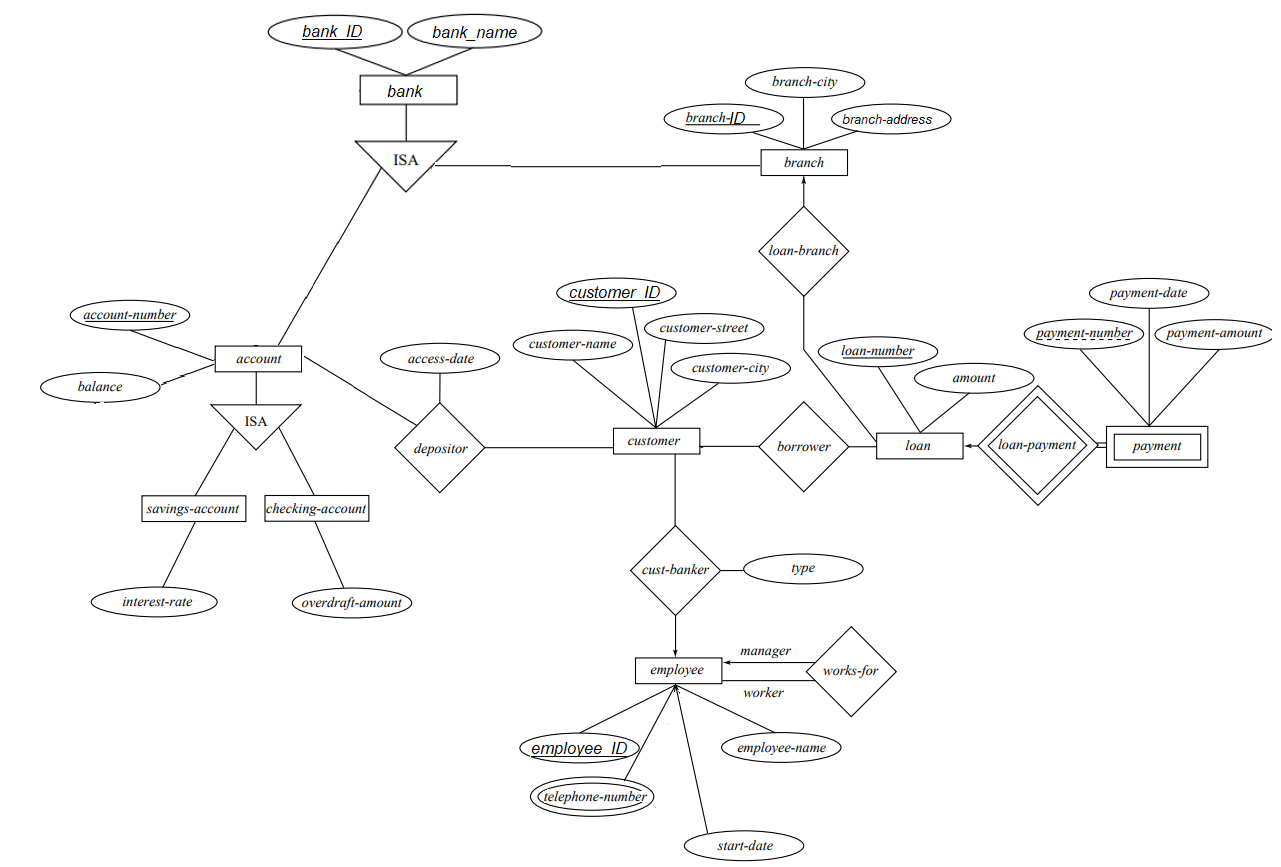 bank_ID
bank_name
bank
branch-city
branch-ID
branch-address
ISA
branch
loan-branch
customer_ID
payment-date
account-number
customer-street
payment-number
payment-amount
customer-name
loan-number
account
access-date
customer-city
balance
amount
ISA
customer
depositor
borrower
loan
loan-payment
payment
savings-account
checking-account
cust-banker
type
interest-rate
overdraft-amount
manager
employee
works-for
worker
employee_ID
employee-name
telephone-number
start-date